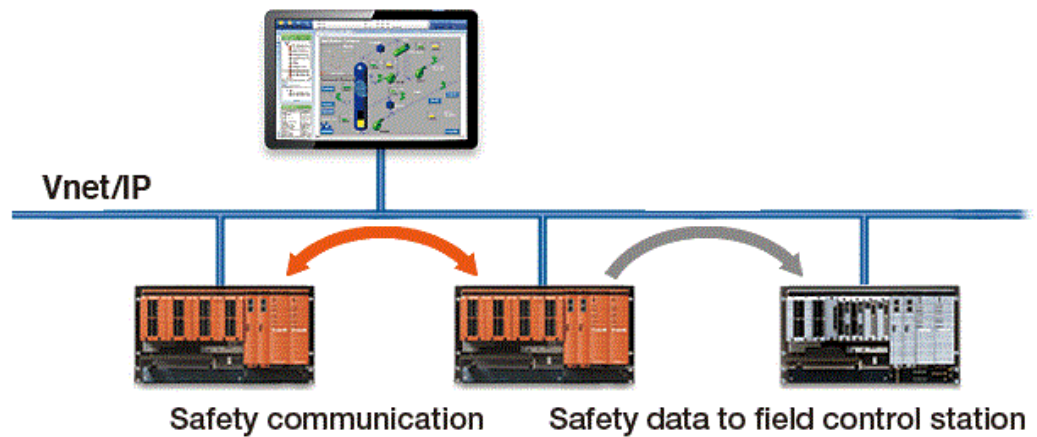 Vnet/IP
Safety communication
Safety data to field control station